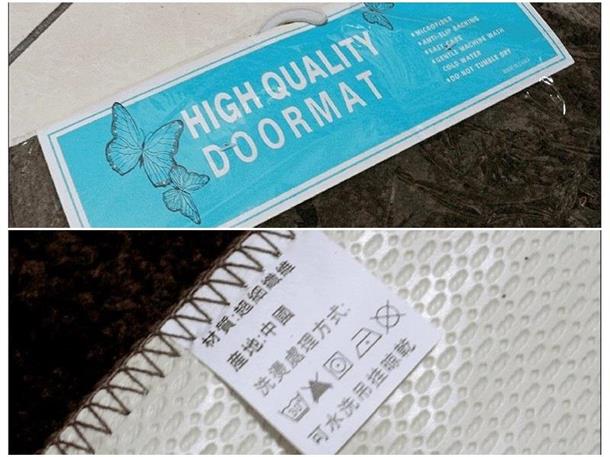 HIGH QUALITY
DOORMAT
•MICROFIBER
•ANTI-SLIP BACKING
•EASY CARE
•GENTLE MACHINE WASH
COLD WATER
•DO NOT TUMBLE DRY
材質:超細纖維
産地:中國
洗燙處理方式:
30°
可水洗吊掛晾乾